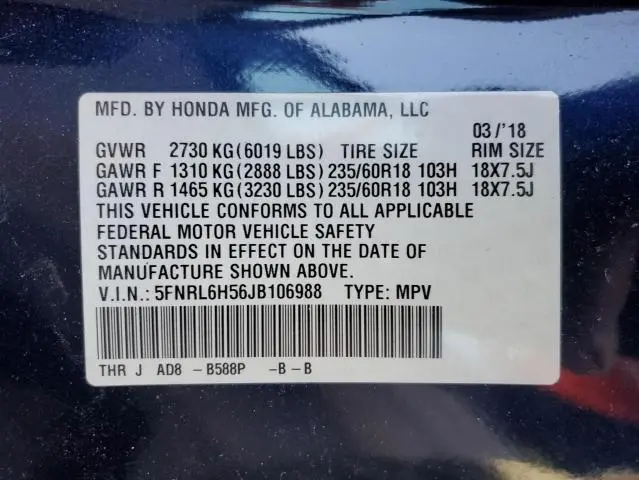 MFD. BY HONDA MFG. OF ALABAMA, LLC
03/'18
GVWR 2730 KG(6019 LBS) TIRE SIZE RIM SIZE
GAWR F 1310 KG(2888 LBS) 235/60R18 103H 18X7.5J
GAWR R 1465 KG(3230 LBS) 235/60R18 103H 18X7.5J
THIS VEHICLE CONFORMS TO ALL APPLICABLE
FEDERAL MOTOR VEHICLE SAFETY
STANDARDS IN EFFECT ON THE DATE OF
MANUFACTURE SHOWN ABOVE.
V.I.N.: 5FNRL6H56JB106988 TYPE: MPV
THR J AD8 -B588P -B-B